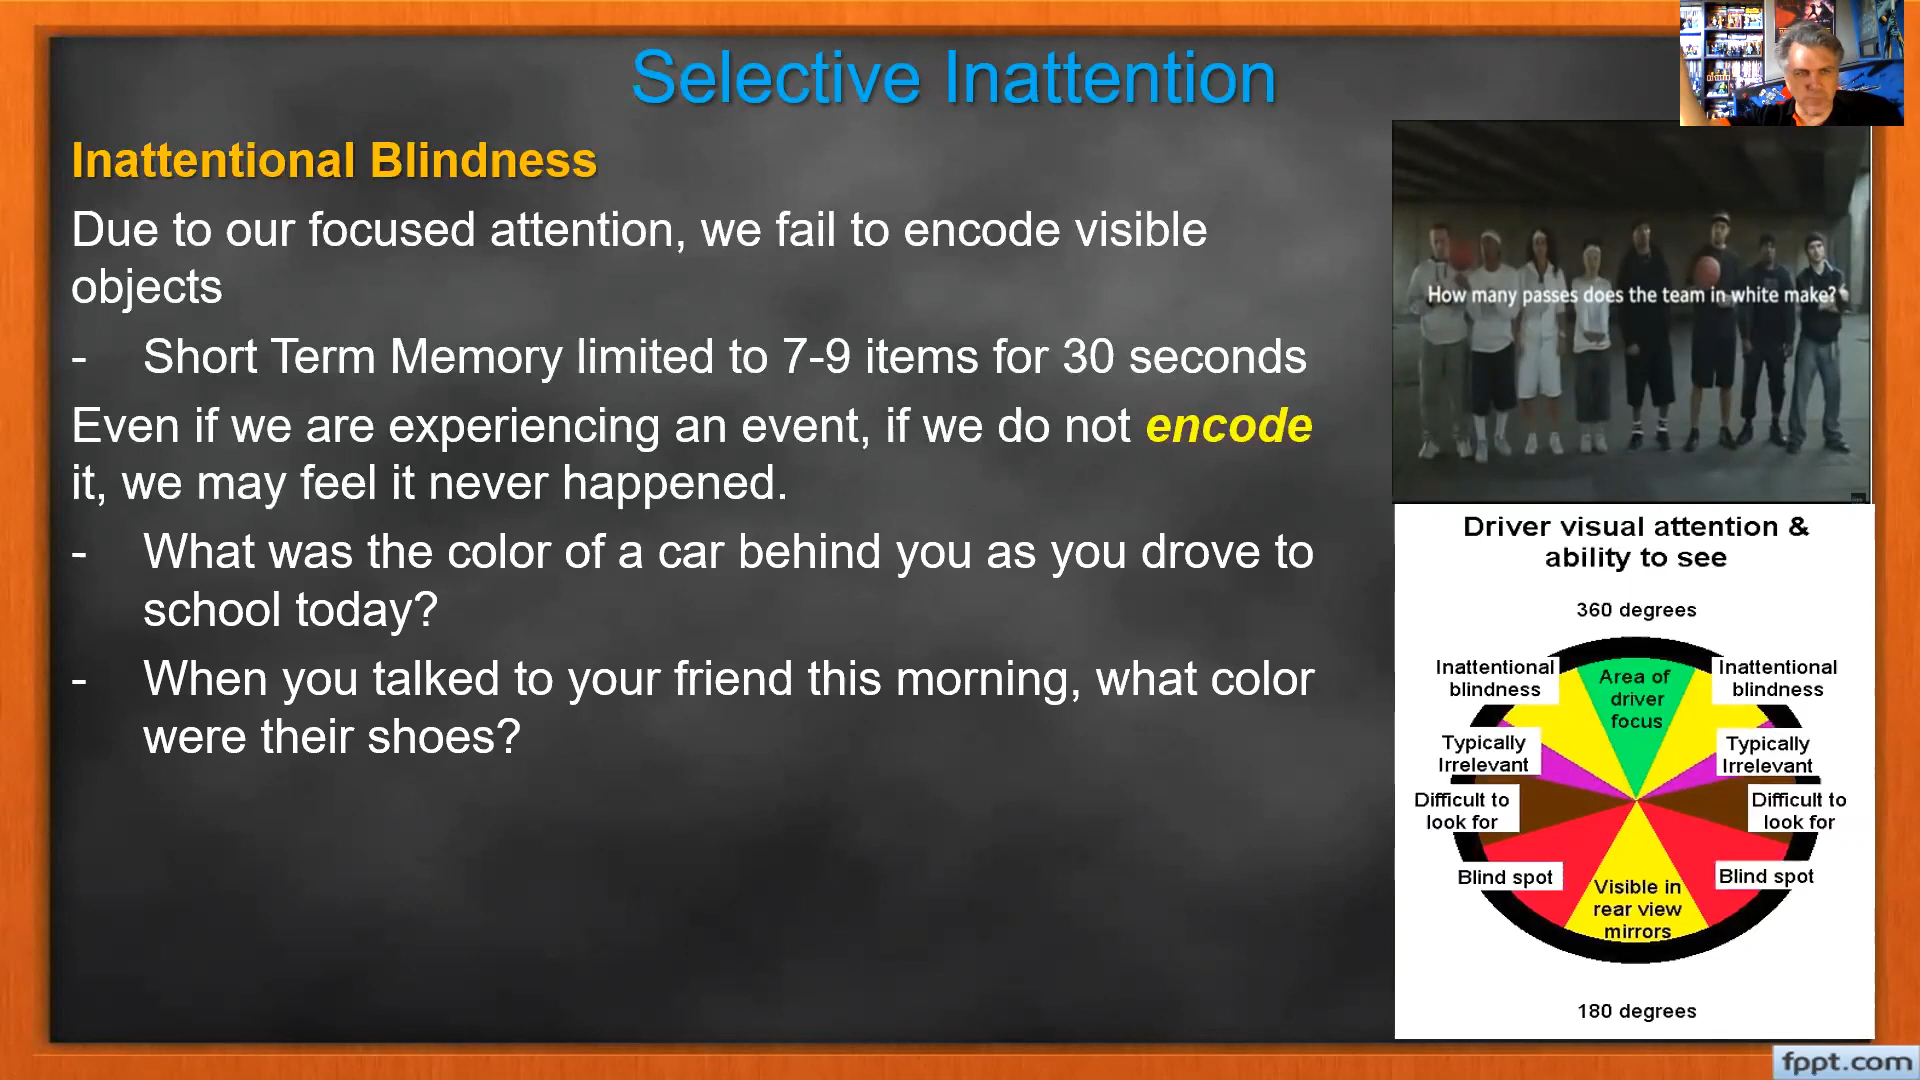 Selective Inattention
Inattentional Blindness
Due to our focused attention, we fail to encode visible
objects
- Short Term Memory limited to 7-9 items for 30 seconds
Even if we are experiencing an event, if we do not encode
it, we may feel it never happened.
- What was the color of a car behind you as you drove to
school today?
- When you talked to your friend this morning, what color
were their shoes?
How many passes does the team in white make?
Driver visual attention &
ability to see
360 degrees
Inattentional
blindness
Area of
driver
focus
Inattentional
blindness
Typically
Irrelevant
Typically
Irrelevant
Difficult to
look for
Difficult to
look for
Blind spot
Blind spot
Visible in
rear view
mirrors
180 degrees
fppt.com